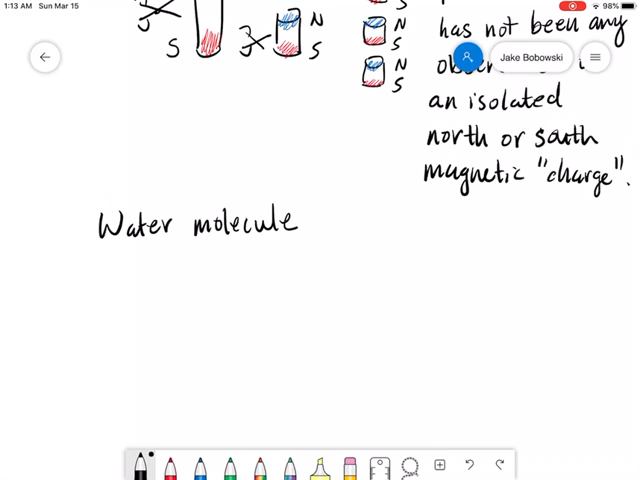 1:13 AM Sun Mar 15
98%
S
N
S
S
N
S
N
S
has not been any
Jake Bobowski
an isolated
north or south
magnetic "charge".
Water molecule